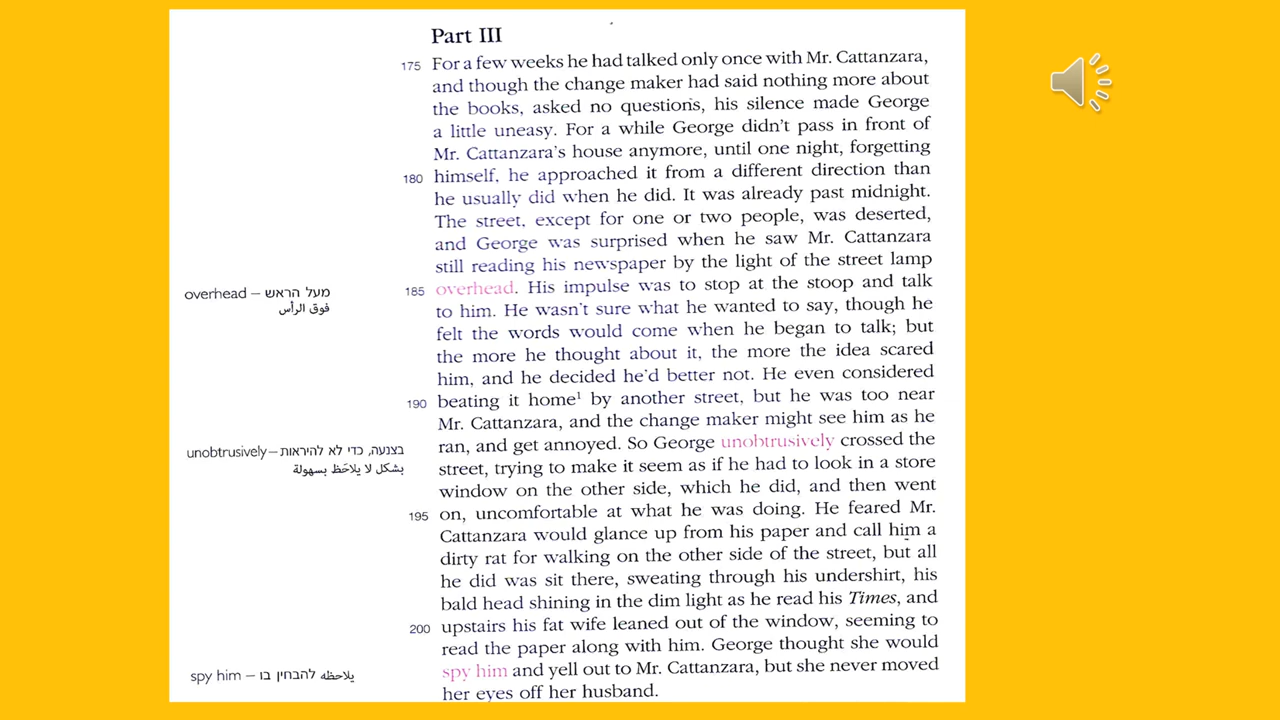 Part III
175 For a few weeks he had talked only once with Mr. Cattanzara,
and though the change maker had said nothing more about
the books, asked no questions, his silence made George
a little uneasy. For a while George didn't pass in front of
Mr. Cattanzara's house anymore, until one night, forgetting
180 himself, he approached it from a different direction than
he usually did when he did. It was already past midnight.
The street, except for one or two people, was deserted,
and George was surprised when he saw Mr. Cattanzara
still reading his newspaper by the light of the street lamp
185 overhead. His impulse was to stop at the stoop and talk
overhead – מעל הראש
فوق الرأس
to him. He wasn't sure what he wanted to say, though he
felt the words would come when he began to talk; but
the more he thought about it, the more the idea scared
him, and he decided he'd better not. He even considered
190 beating it home¹ by another street, but he was too near
Mr. Cattanzara, and the change maker might see him as he
ran, and get annoyed. So George unobtrusively crossed the
unobtrusively – בצנעה, כדי לא להיראות
بشكل لا يلاحَظ بسهولة
street, trying to make it seem as if he had to look in a store
window on the other side, which he did, and then went
195 on, uncomfortable at what he was doing. He feared Mr.
Cattanzara would glance up from his paper and call him a
dirty rat for walking on the other side of the street, but all
he did was sit there, sweating through his undershirt, his
bald head shining in the dim light as he read his Times, and
200 upstairs his fat wife leaned out of the window, seeming to
read the paper along with him. George thought she would
spy him and yell out to Mr. Cattanzara, but she never moved
spy him – להבחין בו يلاحظه
her eyes off her husband.